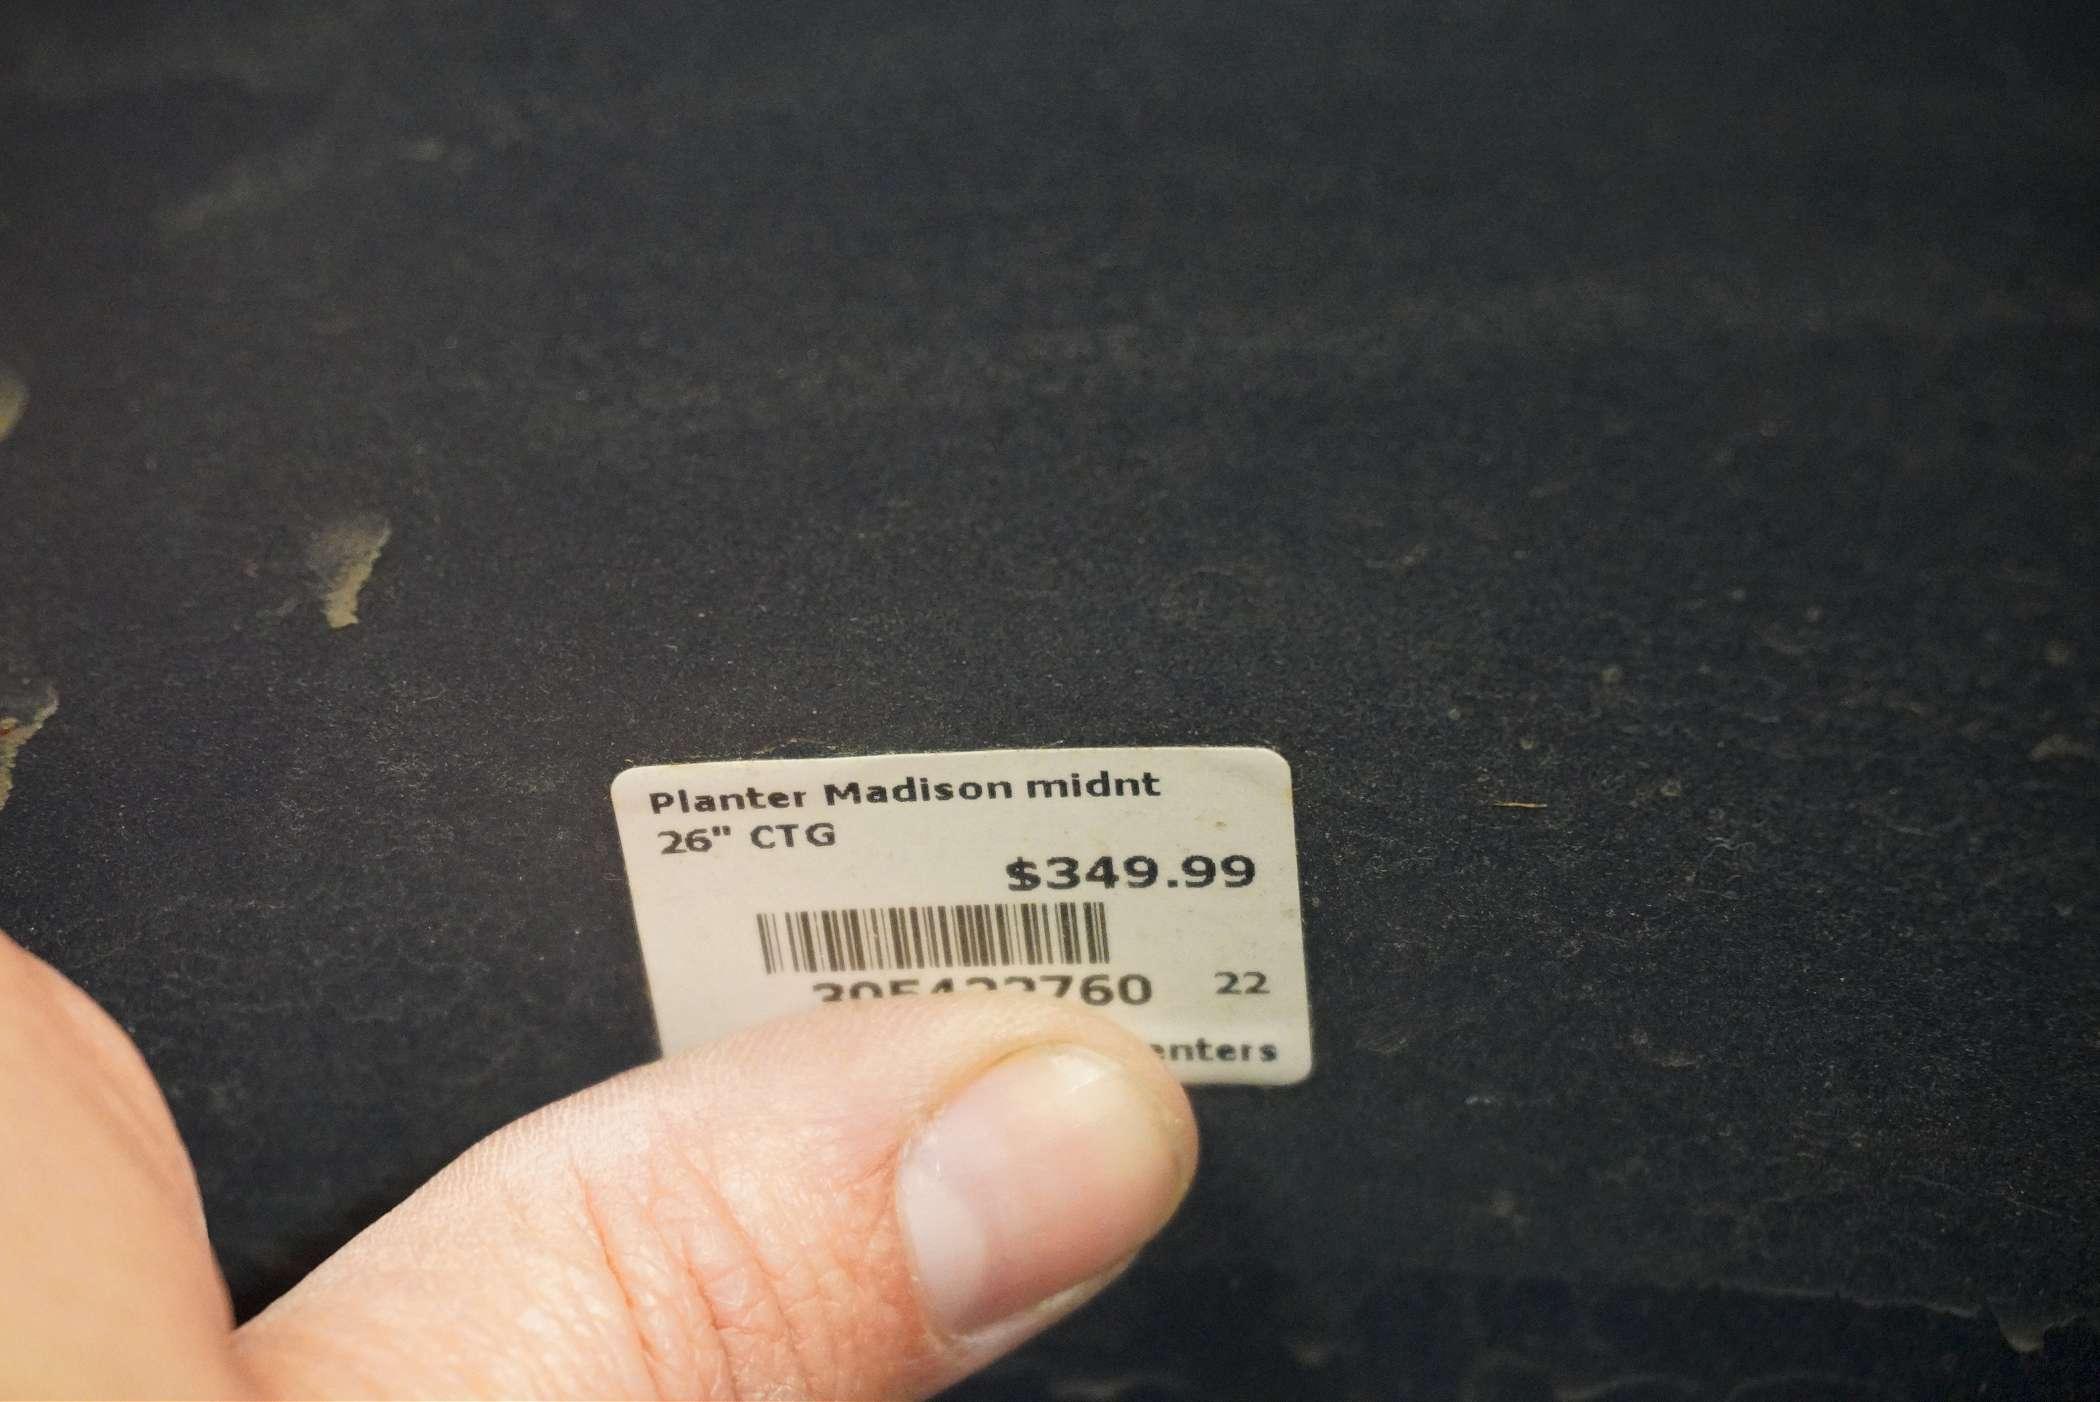 Planter Madison midnt
26" CTG
$349.99
22